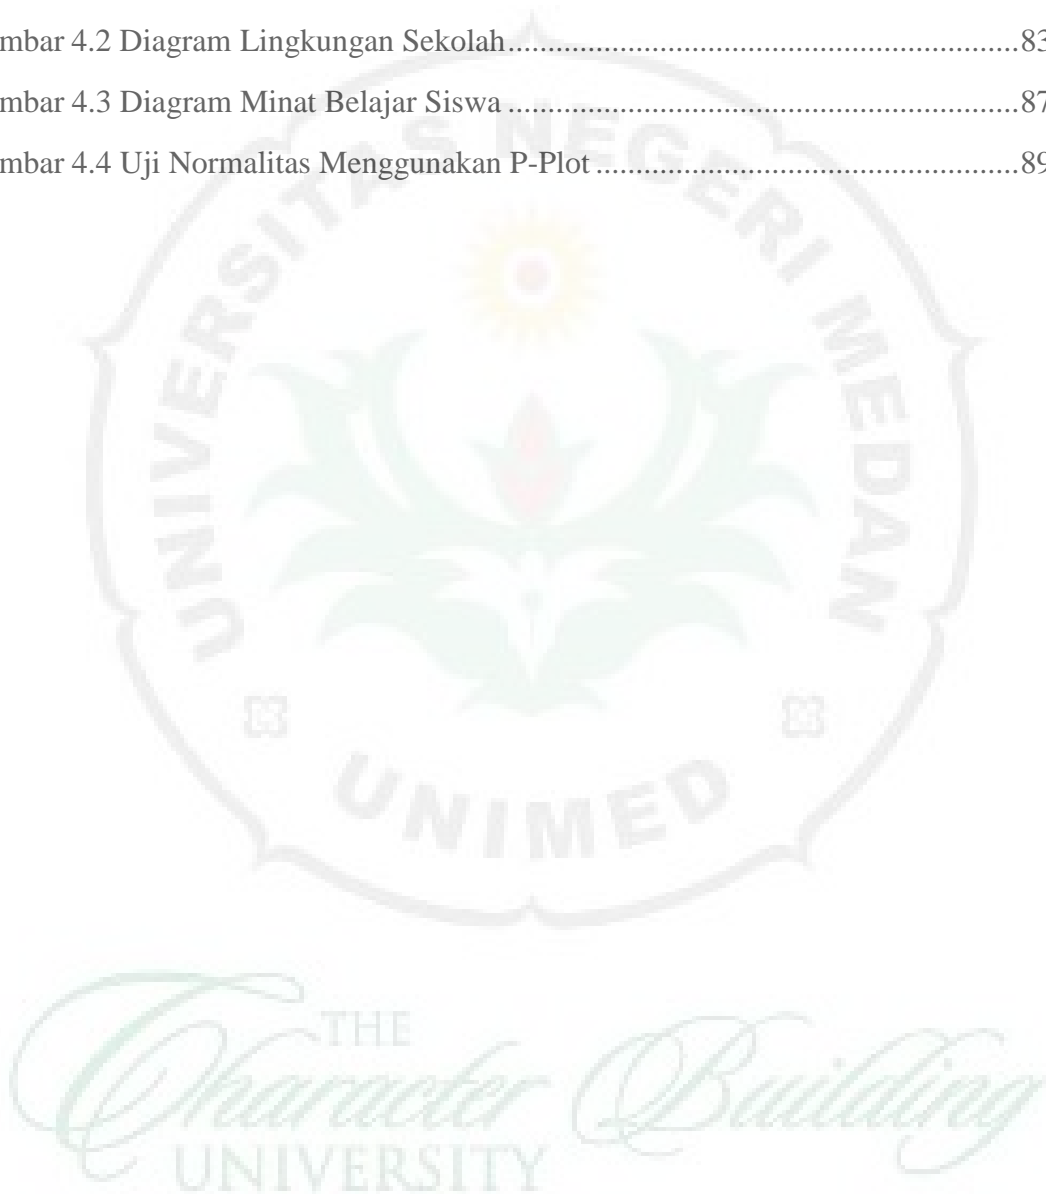 mbar 4.2 Diagram Lingkungan Sekolah....................................................................83
mbar 4.3 Diagram Minat Belajar Siswa ....................................................................87
mbar 4.4 Uji Normalitas Menggunakan P-Plot .........................................................89
UNIVERSITAS NEGERI MEDAN
UNIMED
THE
Character Building
UNIVERSITY